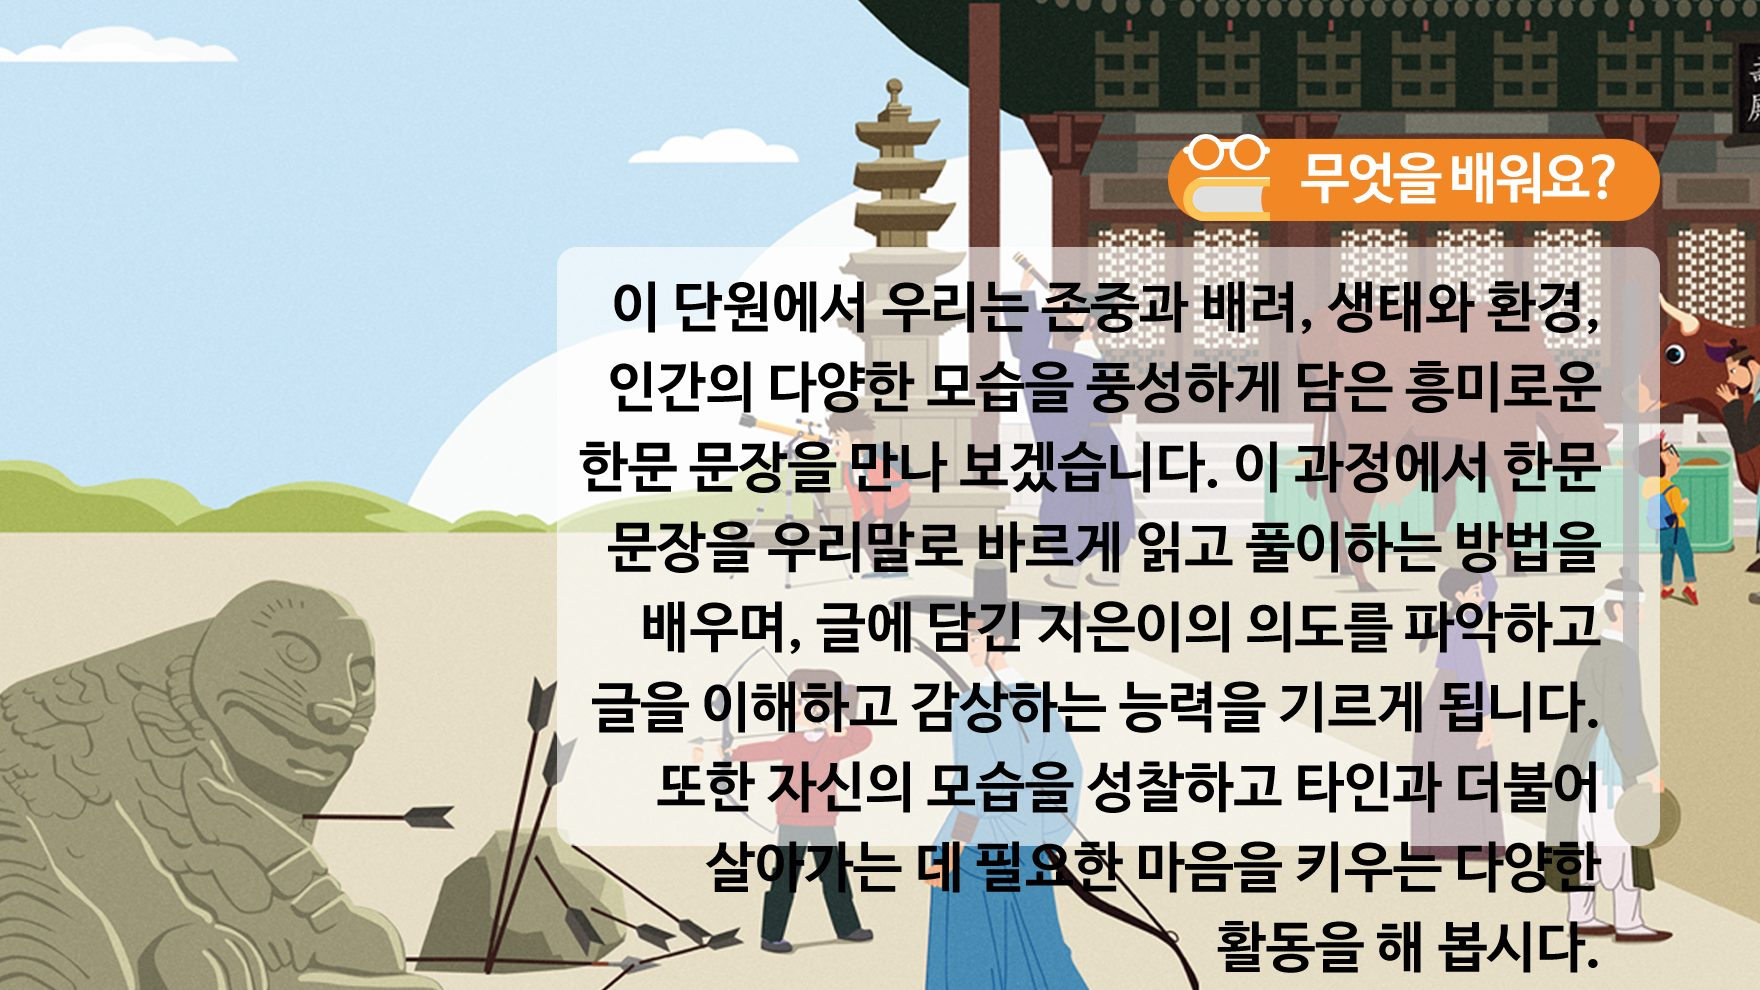 무엇을 배워요?
이 단원에서 우리는 존중과 배려, 생태와 환경,
인간의 다양한 모습을 풍성하게 담은 흥미로운
한문 문장을 만나 보겠습니다. 이 과정에서 한문
문장을 우리말로 바르게 읽고 풀이하는 방법을
배우며, 글에 담긴 지은이의 의도를 파악하고
글을 이해하고 감상하는 능력을 기르게 됩니다.
또한 자신의 모습을 성찰하고 타인과 더불어
살아가는 데 필요한 마음을 키우는 다양한
활동을 해 봅시다.